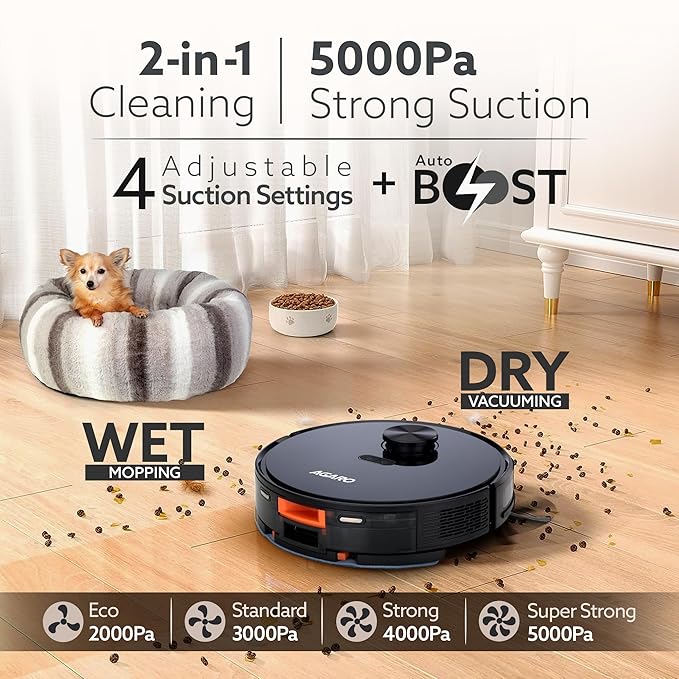 2-in-1
Cleaning
5000Pa
Strong Suction
4 Adjustable
Suction Settings
+
Auto
BOOST
DRY
VACUUMING
WET
MOPPING
AGARO
Eco
2000Pa
Standard
3000Pa
Strong
4000Pa
Super Strong
5000Pa